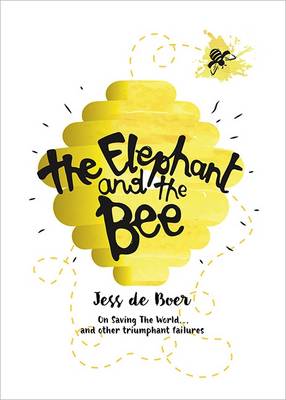 the Elephant
and the
Bee
Jess de Boer
On Saving The World...
and other triumphant failures